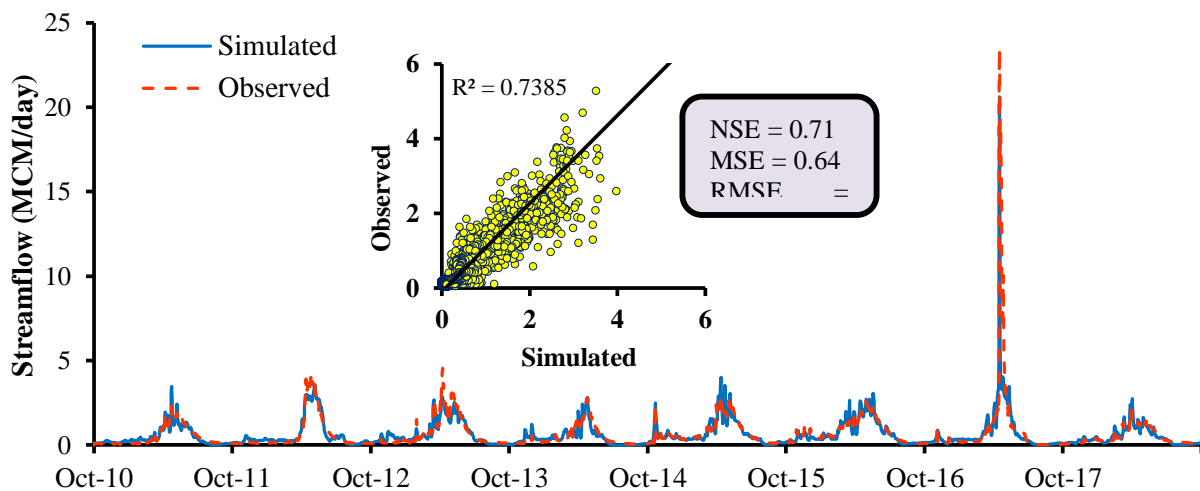 25
20
15
10
5
0
Streamflow (MCM/day)
Simulated
Observed
6
4
2
0
Observed
R² = 0.7385
0 2 4 6
Simulated
NSE = 0.71
MSE = 0.64
RMSE =
Oct-10 Oct-11 Oct-12 Oct-13 Oct-14 Oct-15 Oct-16 Oct-17